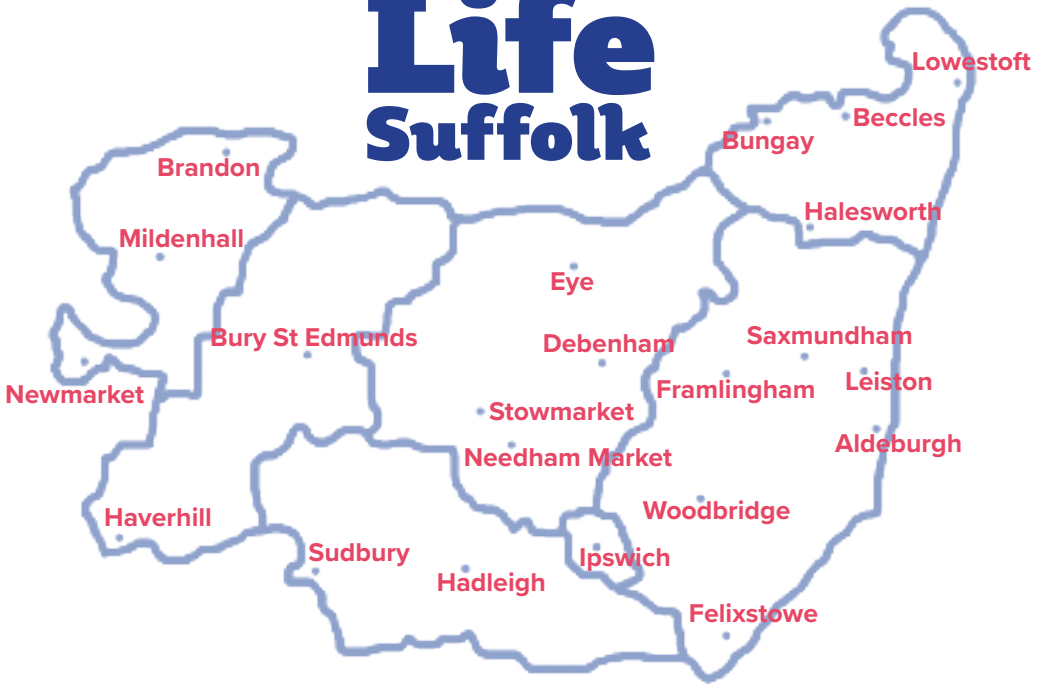 Life
Suffolk
Lowestoft
Beccles
Bungay
Brandon
Halesworth
Mildenhall
Eye
Bury St Edmunds
Debenham
Saxmundham
Newmarket
Framlingham
Leiston
Stowmarket
Aldeburgh
Needham Market
Woodbridge
Haverhill
Sudbury
Ipswich
Hadleigh
Felixstowe